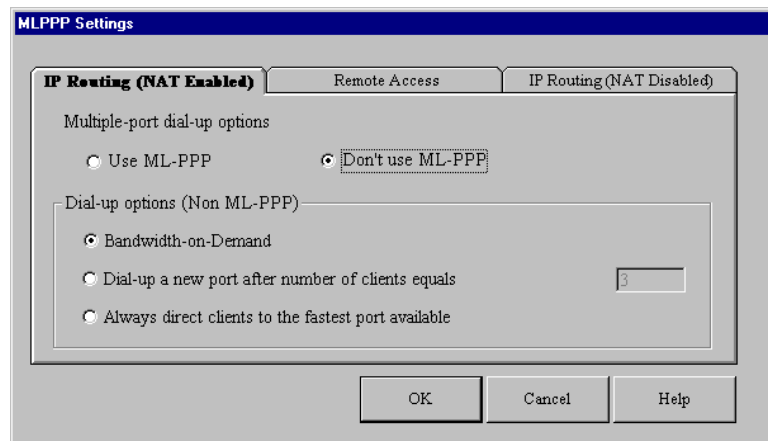 MLPPP Settings
IP Routing (NAT Enabled) Remote Access IP Routing (NAT Disabled)
Multiple-port dial-up options
Use ML-PPP Don't use ML-PPP
Dial-up options (Non ML-PPP)
Bandwidth-on-Demand
Dial-up a new port after number of clients equals 3
Always direct clients to the fastest port available
OK Cancel Help